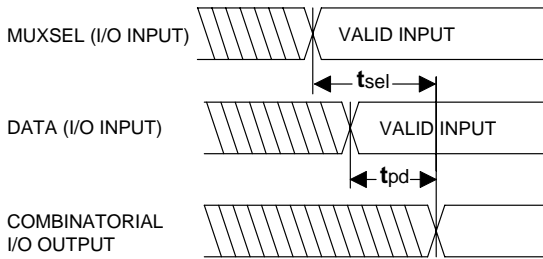 MUXSEL (I/O INPUT)
VALID INPUT
tsel
DATA (I/O INPUT)
VALID INPUT
tpd
COMBINATORIAL
I/O OUTPUT